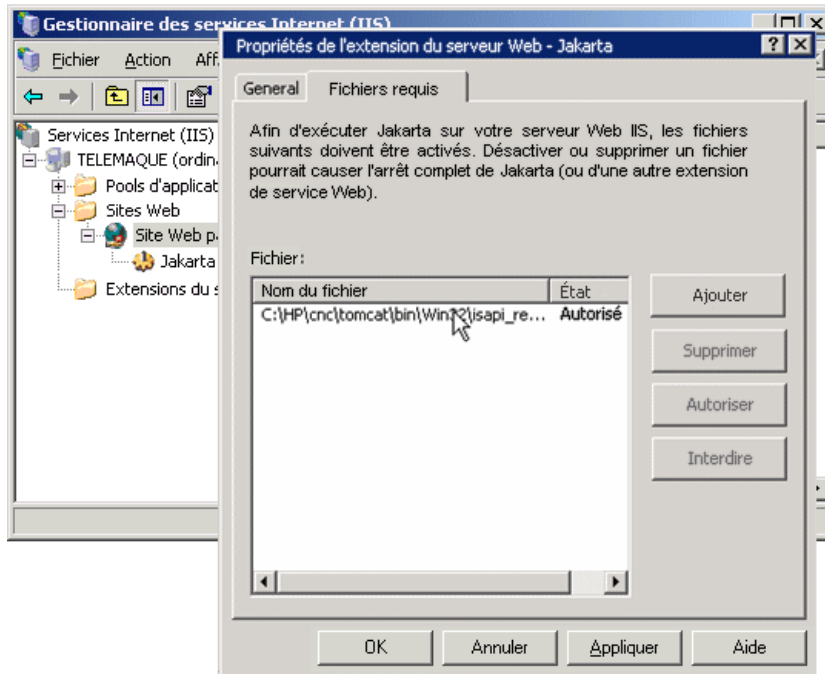 Gestionnaire des services Internet (IIS)
Fichier Action Aff
Services Internet (IIS)
TELEMAQUE (ordin
Pools d'applicat
Sites Web
Site Web p
Jakarta
Extensions du s
Propriétés de l'extension du serveur Web - Jakarta
General Fichiers requis
Afin d'exécuter Jakarta sur votre serveur Web IIS, les fichiers
suivants doivent être activés. Désactiver ou supprimer un fichier
pourrait causer l'arrêt complet de Jakarta (ou d'une autre extension
de service Web).
Fichier:
Nom du fichier État
C:\HP\cnc\tomcat\bin\Win32\isapi_re... Autorisé
Ajouter
Supprimer
Autoriser
Interdire
OK Annuler Appliquer Aide